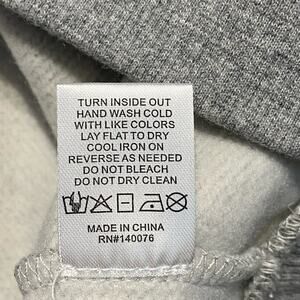 TURN INSIDE OUT
HAND WASH COLD
WITH LIKE COLORS
LAY FLAT TO DRY
COOL IRON ON
REVERSE AS NEEDED
DO NOT BLEACH
DO NOT DRY CLEAN
MADE IN CHINA
RN#140076